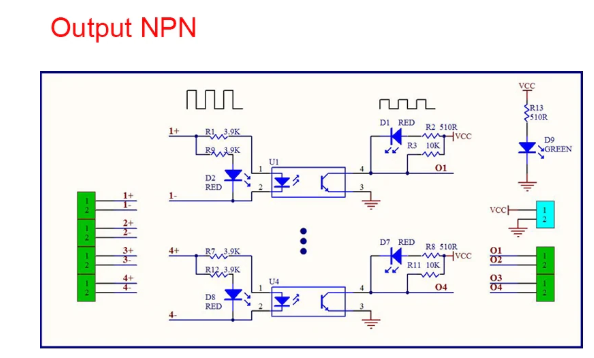 Output NPN
VCC
R13
510R
D9
GREEN
1+
R1 3.9K
R9 3.9K
D2
RED
1-
U1
1
2
4
3
D1 RED
R2 510R
R3 10K
VCC
O1
1+
1-
2+
2-
3+
3-
4+
4-
1
2
1
2
1
2
1
2
4+
R7 3.9K
R12 3.9K
D8
RED
4-
U4
1
2
4
3
D7 RED
R8 510R
R11 10K
VCC
O4
VCC
1
2
O1
O2
O3
O4
1
2
1
2